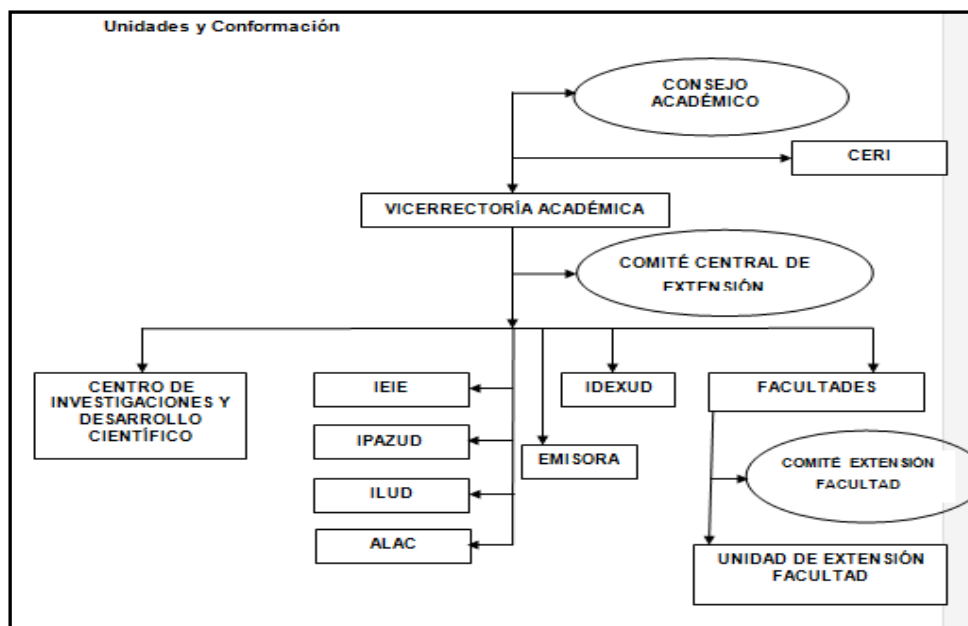 Unidades y Conformación
CONSEJO
ACADÉMICO
CERI
VICERRECTORÍA ACADÉMICA
COMITÉ CENTRAL DE
EXTENSIÓN
CENTRO DE
INVESTIGACIONES Y
DESARROLLO
CIENTÍFICO
IEIE
IPAZUD
ILUD
ALAC
EMISORA
IDEXUD
FACULTADES
COMITÉ EXTENSIÓN
FACULTAD
UNIDAD DE EXTENSIÓN
FACULTAD